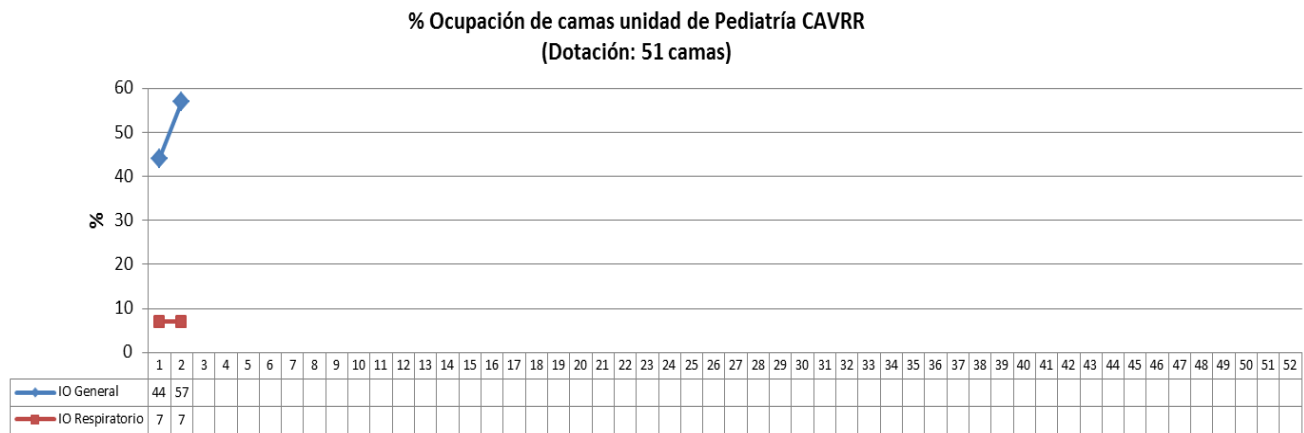 % Ocupación de camas unidad de Pediatría CAVRR
(Dotación: 51 camas)
60
50
40
30
20
10
0
%
1 2 3 4 5 6 7 8 9 10 11 12 13 14 15 16 17 18 19 20 21 22 23 24 25 26 27 28 29 30 31 32 33 34 35 36 37 38 39 40 41 42 43 44 45 46 47 48 49 50 51 52
IO General 44 57
IO Respiratorio 7 7